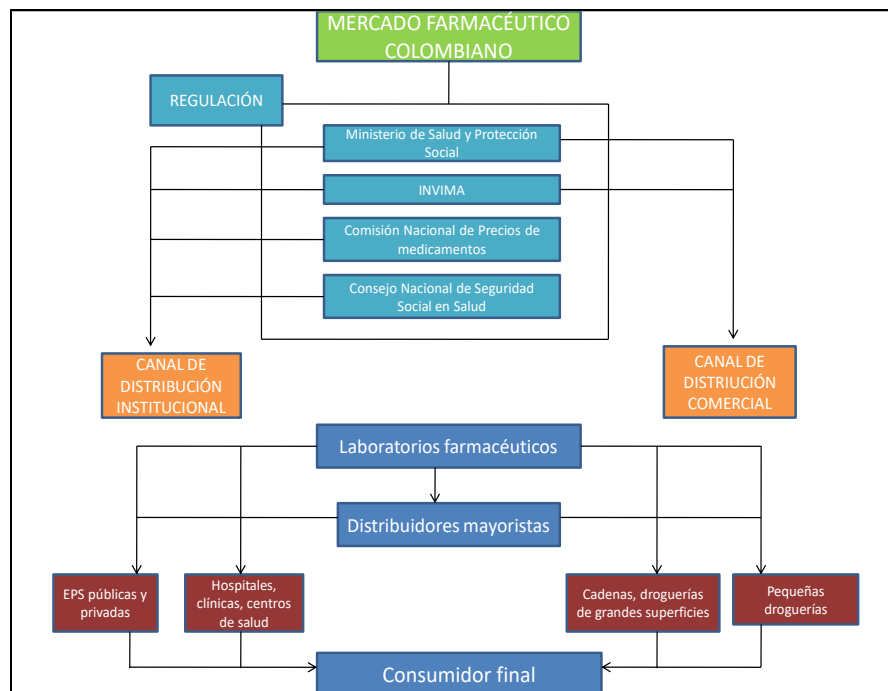 MERCADO FARMACÉUTICO
COLOMBIANO
REGULACIÓN
Ministerio de Salud y Protección
Social
INVIMA
Comisión Nacional de Precios de
medicamentos
Consejo Nacional de Seguridad
Social en Salud
CANAL DE
DISTRIBUCIÓN
INSTITUCIONAL
CANAL DE
DISTRIUCIÓN
COMERCIAL
Laboratorios farmacéuticos
Distribuidores mayoristas
EPS públicas y
privadas
Hospitales,
clínicas, centros
de salud
Cadenas, droguerías
de grandes superficies
Pequeñas
droguerías
Consumidor final